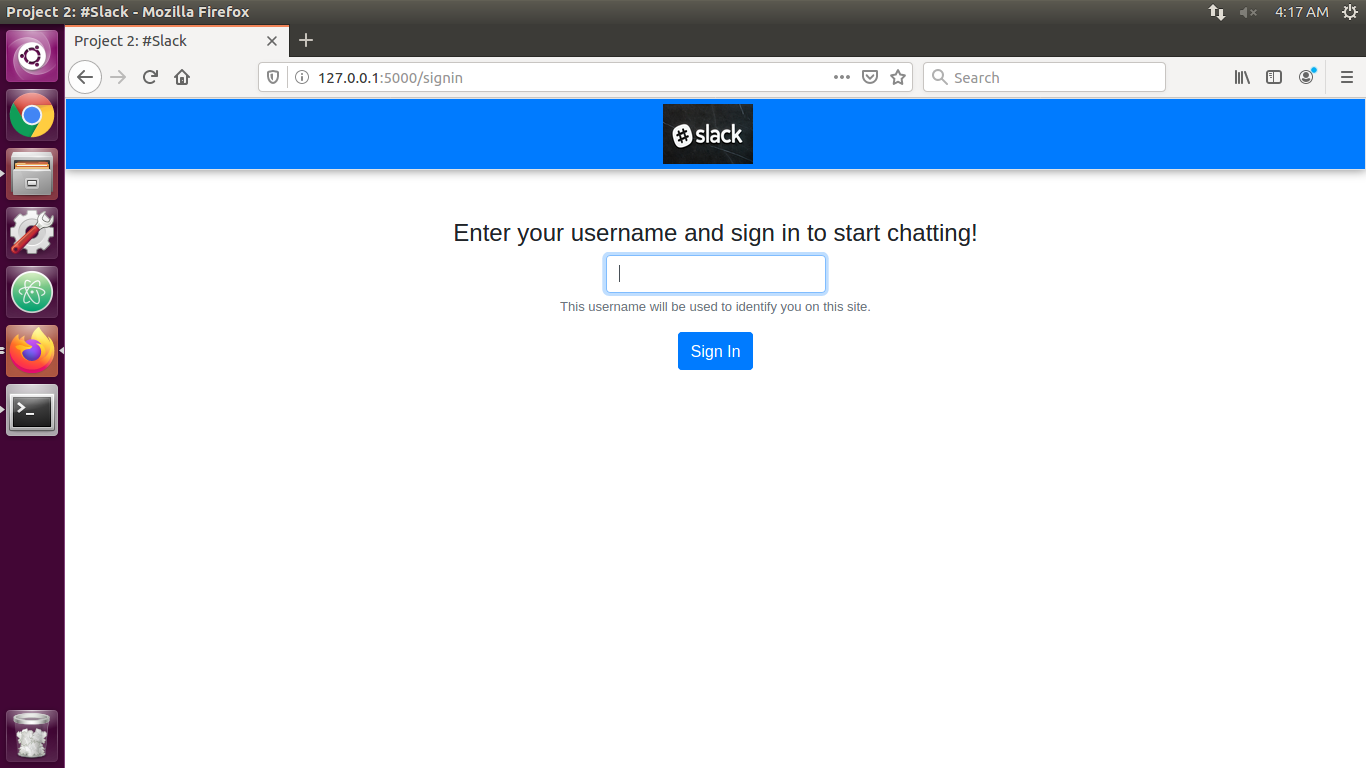 Project 2: #Slack - Mozilla Firefox
4:17 AM
Project 2: #Slack
127.0.0.1:5000/signin
Search
#slack
Enter your username and sign in to start chatting!
This username will be used to identify you on this site.
Sign In
>_